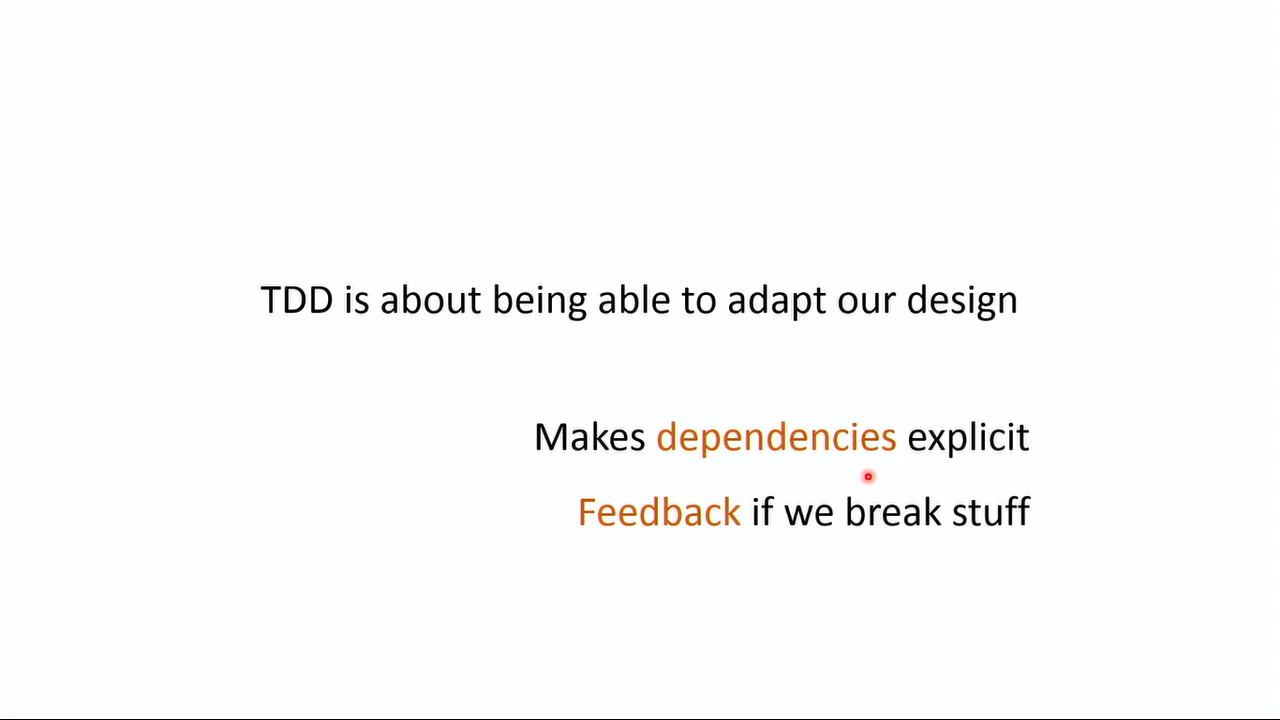 TDD is about being able to adapt our design
Makes dependencies explicit
Feedback if we break stuff